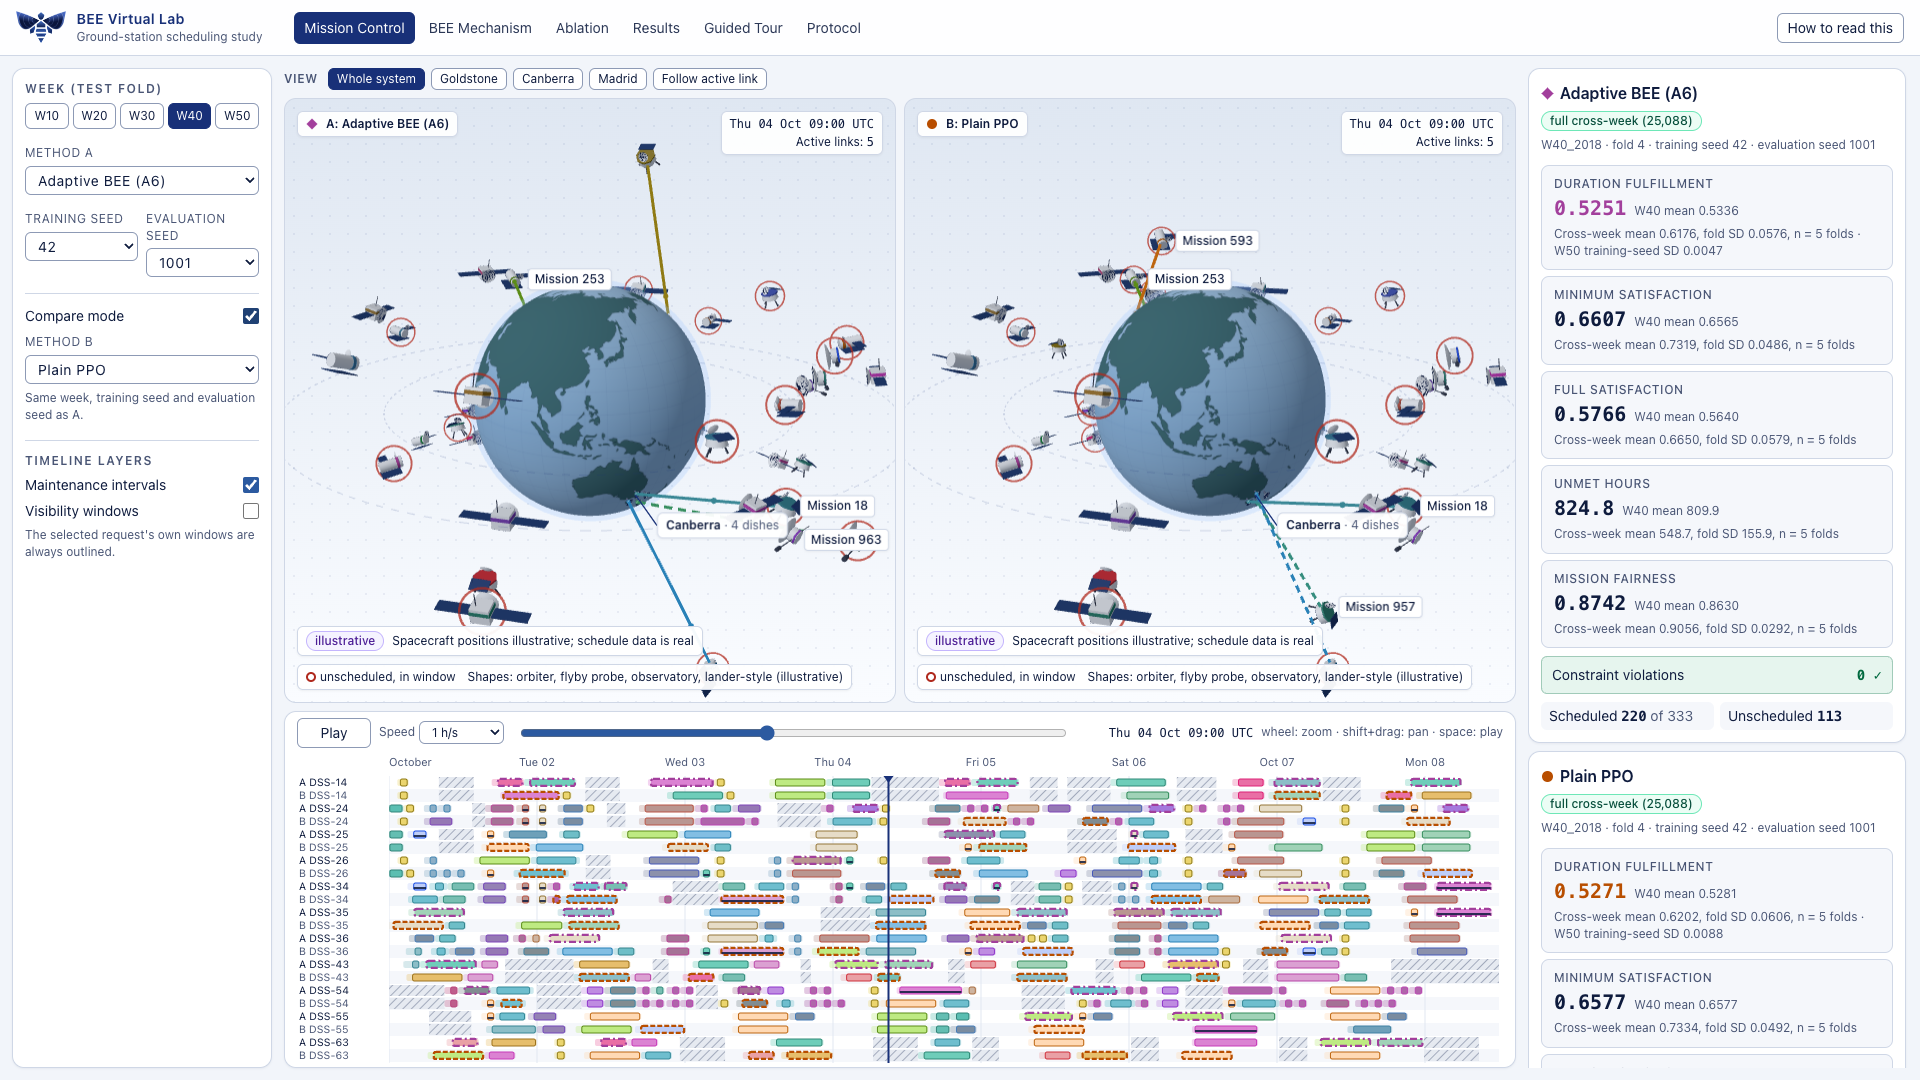 BEE Virtual Lab
Ground-station scheduling study
Mission Control
BEE Mechanism
Ablation
Results
Guided Tour
Protocol
How to read this
WEEK (TEST FOLD)
W10 W20 W30 W40 W50
METHOD A
Adaptive BEE (A6)
TRAINING SEED
42
EVALUATION SEED
1001
Compare mode
METHOD B
Plain PPO
Same week, training seed and evaluation
seed as A.
TIMELINE LAYERS
Maintenance intervals
Visibility windows
The selected request's own windows are
always outlined.
VIEW
Whole system
Goldstone
Canberra
Madrid
Follow active link
A: Adaptive BEE (A6)
Thu 04 Oct 09:00 UTC
Active links: 5
Mission 253
Mission 18
Canberra · 4 dishes
Mission 963
illustrative Spacecraft positions illustrative; schedule data is real
unscheduled, in window Shapes: orbiter, flyby probe, observatory, lander-style (illustrative)
B: Plain PPO
Thu 04 Oct 09:00 UTC
Active links: 5
Mission 593
Mission 253
Mission 18
Canberra · 4 dishes
Mission 957
illustrative Spacecraft positions illustrative; schedule data is real
unscheduled, in window Shapes: orbiter, flyby probe, observatory, lander-style (illustrative)
Play
Speed
1 h/s
Thu 04 Oct 09:00 UTC
wheel: zoom · shift+drag: pan · space: play
October Tue 02 Wed 03 Thu 04 Fri 05 Sat 06 Oct 07 Mon 08
A DSS-14
B DSS-14
A DSS-24
B DSS-24
A DSS-25
B DSS-25
A DSS-26
B DSS-26
A DSS-34
B DSS-34
A DSS-35
B DSS-35
A DSS-36
B DSS-36
A DSS-43
B DSS-43
A DSS-54
B DSS-54
A DSS-55
B DSS-55
A DSS-63
B DSS-63
Adaptive BEE (A6)
full cross-week (25,088)
W40_2018 · fold 4 · training seed 42 · evaluation seed 1001
DURATION FULFILLMENT
0.5251 W40 mean 0.5336
Cross-week mean 0.6176, fold SD 0.0576, n = 5 folds ·
W50 training-seed SD 0.0047
MINIMUM SATISFACTION
0.6607 W40 mean 0.6565
Cross-week mean 0.7319, fold SD 0.0486, n = 5 folds
FULL SATISFACTION
0.5766 W40 mean 0.5640
Cross-week mean 0.6650, fold SD 0.0579, n = 5 folds
UNMET HOURS
824.8 W40 mean 809.9
Cross-week mean 548.7, fold SD 155.9, n = 5 folds
MISSION FAIRNESS
0.8742 W40 mean 0.8630
Cross-week mean 0.9056, fold SD 0.0292, n = 5 folds
Constraint violations 0 ✓
Scheduled 220 of 333
Unscheduled 113
Plain PPO
full cross-week (25,088)
W40_2018 · fold 4 · training seed 42 · evaluation seed 1001
DURATION FULFILLMENT
0.5271 W40 mean 0.5281
Cross-week mean 0.6202, fold SD 0.0606, n = 5 folds ·
W50 training-seed SD 0.0088
MINIMUM SATISFACTION
0.6577 W40 mean 0.6577
Cross-week mean 0.7334, fold SD 0.0492, n = 5 folds